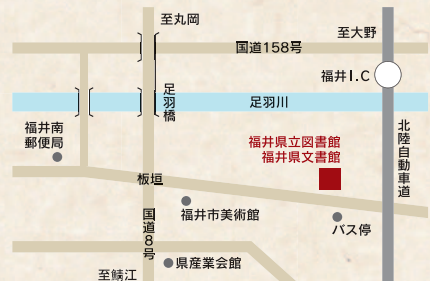 至丸岡
至大野
国道158号
福井I.C
足羽橋
足羽川
福井南
郵便局
福井県立図書館
福井県文書館
北陸自動車道
板垣
福井市美術館
国道8号
バス停
県産業会館
至鯖江